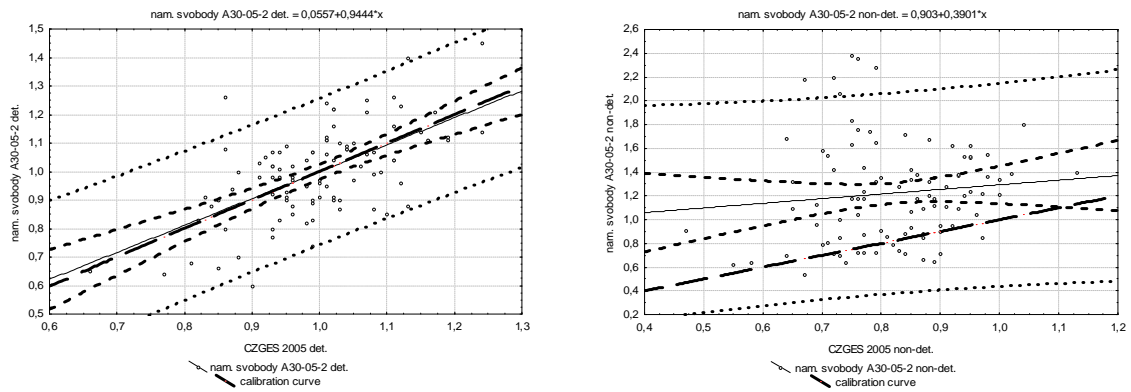 nam. svobody A30-05-2 det. = 0,0557+0,9444*x
nam. svobody A30-05-2 det.
1,5
1,4
1,3
1,2
1,1
1,0
0,9
0,8
0,7
0,6
0,5
0,6 0,7 0,8 0,9 1,0 1,1 1,2 1,3
CZGES 2005 det.
nam. svobody A30-05-2 det.
calibration curve
nam. svobody A30-05-2 non-det. = 0,903+0,3901*x
nam. svobody A30-05-2 non-det.
2,6
2,4
2,2
2,0
1,8
1,6
1,4
1,2
1,0
0,8
0,6
0,4
0,2
0,4 0,5 0,6 0,7 0,8 0,9 1,0 1,1 1,2
CZGES 2005 non-det.
nam. svobody A30-05-2 non-det.
calibration curve